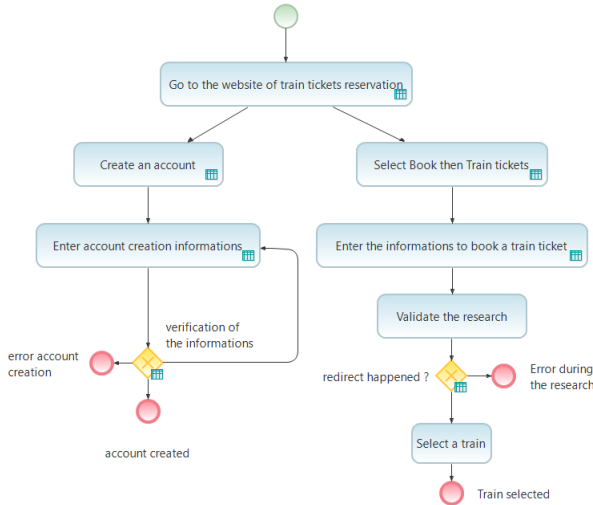 Go to the website of train tickets reservation
Create an account
Select Book then Train tickets
Enter account creation informations
Enter the informations to book a train ticket
Validate the research
verification of
the informations
error account
creation
redirect happened ?
Error during
the research
account created
Select a train
Train selected